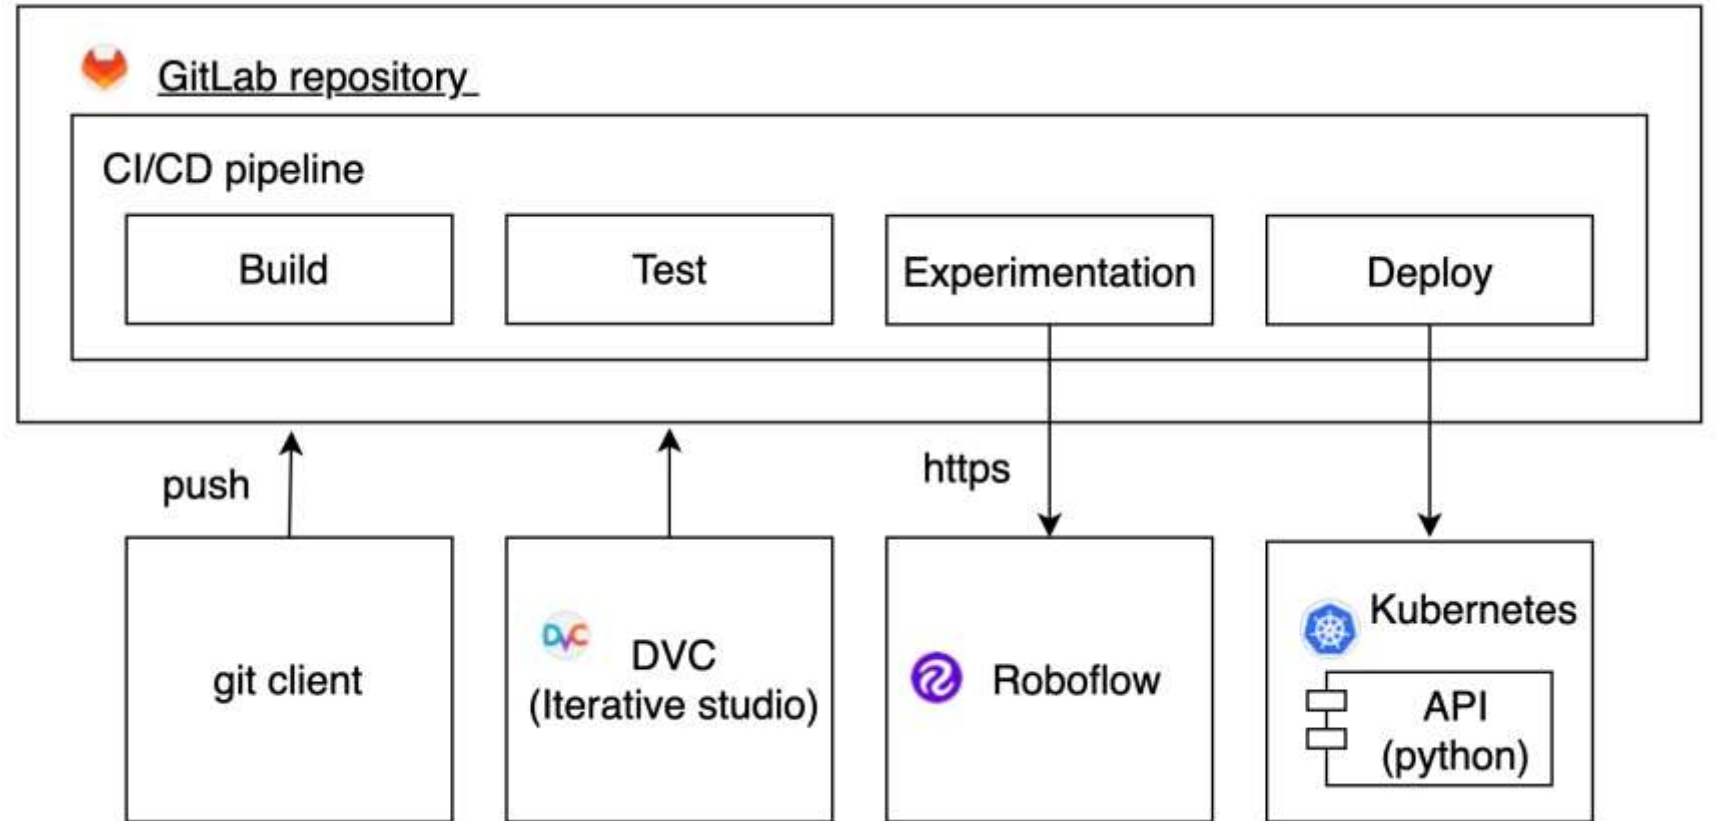 GitLab repository
CI/CD pipeline
Build
Test
Experimentation
Deploy
push
https
git client
DVC
DVC
(Iterative studio)
Roboflow
Kubernetes
API
(python)